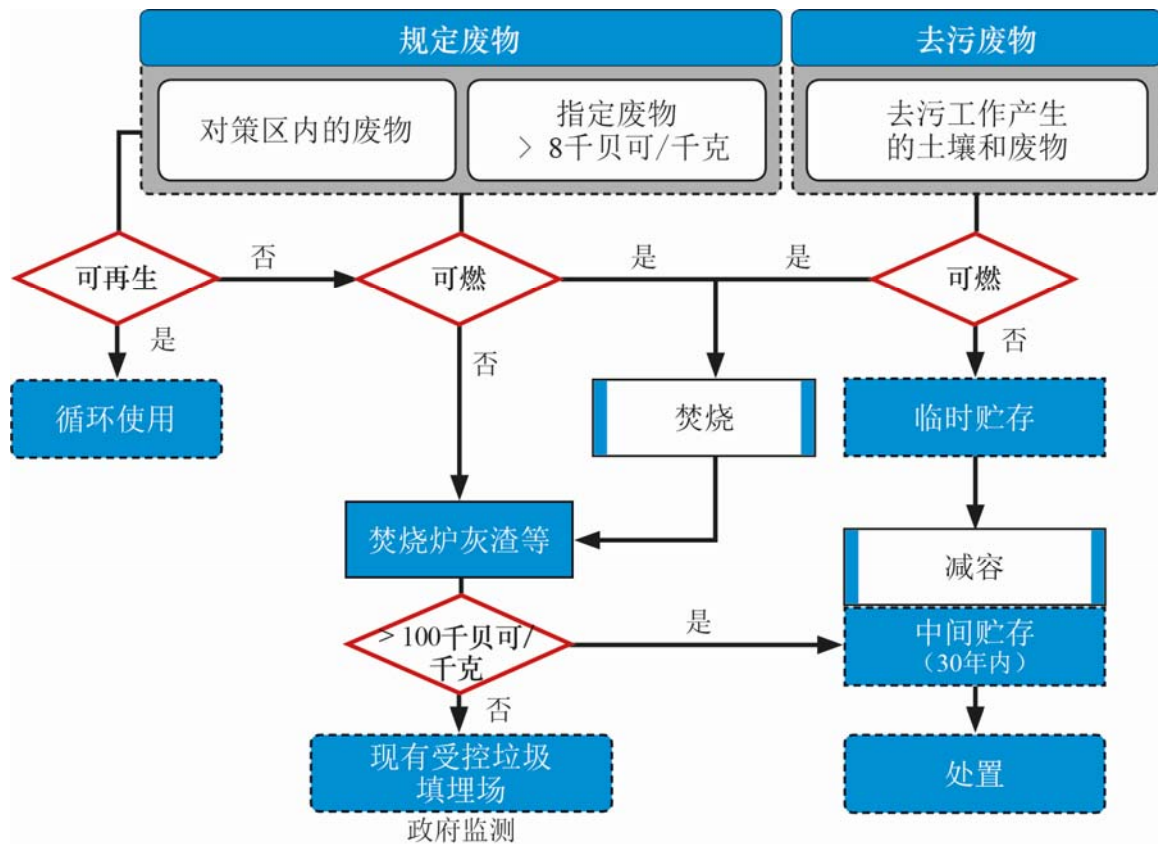 规定废物
去污废物
对策区内的废物
指定废物
> 8千贝可/千克
去污工作产生
的土壤和废物
可再生
否
可燃
是
是
可燃
是
否
否
循环使用
焚烧
临时贮存
焚烧炉灰渣等
减容
> 100千贝可/
千克
是
中间贮存
（30年内）
否
现有受控垃圾
填埋场
处置
政府监测